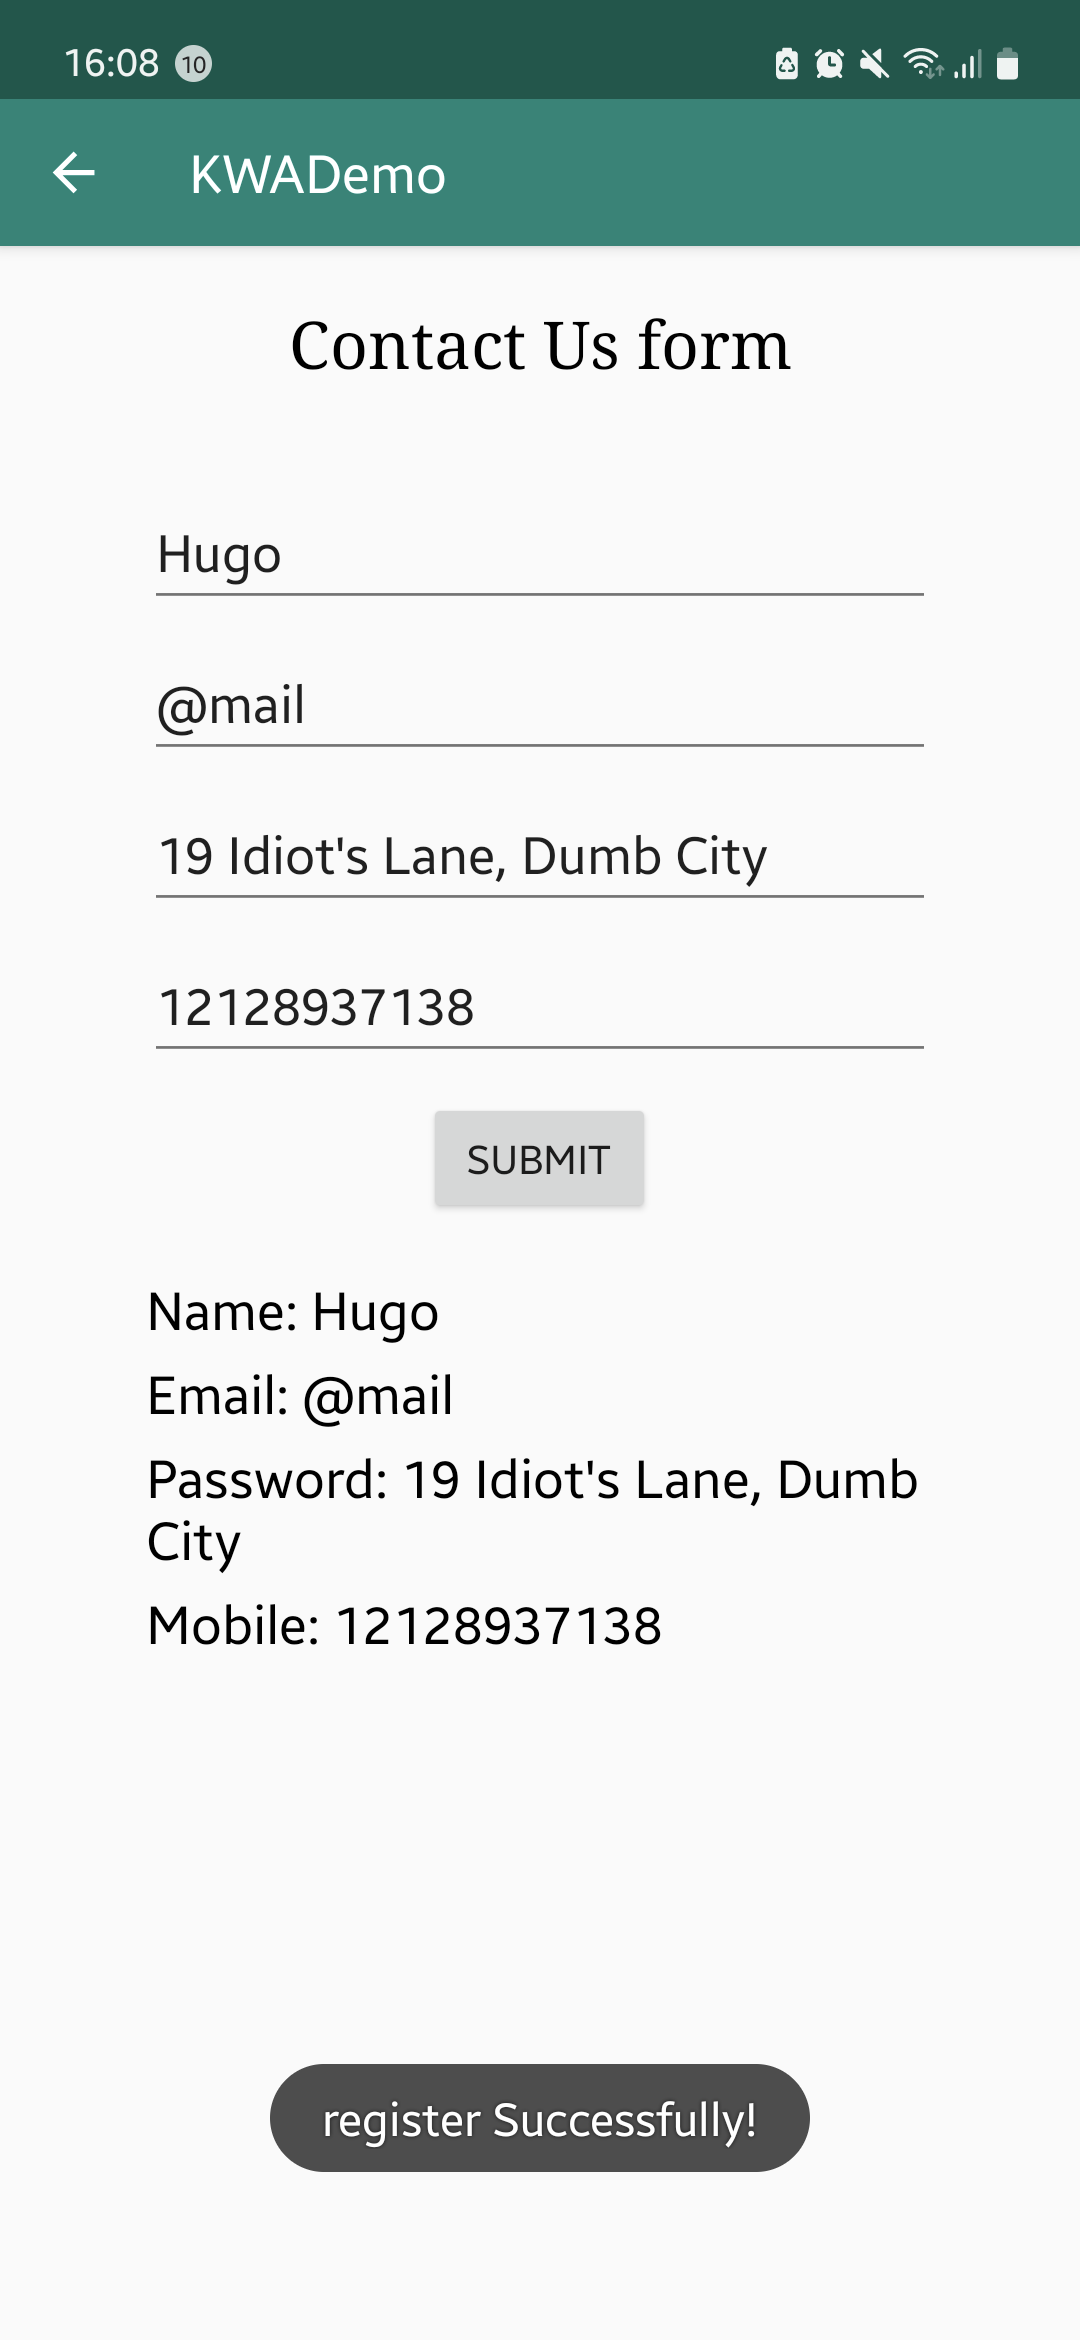 16:08 10
KWADemo
Contact Us form
Hugo
@mail
19 Idiot's Lane, Dumb City
12128937138
SUBMIT
Name: Hugo
Email: @mail
Password: 19 Idiot's Lane, Dumb
City
Mobile: 12128937138
register Successfully!